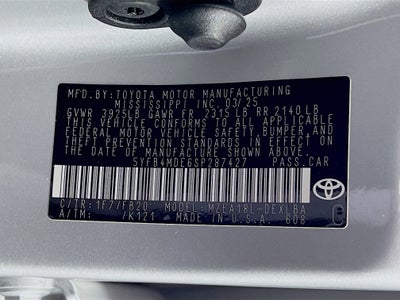 MFD.BY:TOYOTA MOTOR MANUFACTURING
MISSISSIPPI INC. 03/25
GVWR 3925LB GAWR FR 2315LB RR 2140LB
THIS VEHICLE CONFORMS TO ALL APPLICABLE
FEDERAL MOTOR VEHICLE SAFETY AND THEFT
PREVENTION STANDARDS IN EFFECT ON THE DATE
OF MANUFACTURE SHOWN ABOVE.
5YFB4MDE6SP287427 PASS.CAR
C/TR:1F7/FB20 MODEL:MZEA18L-DEXLBA
A/TM: /K121 MADE IN U.S.A.
TOYOTA
608